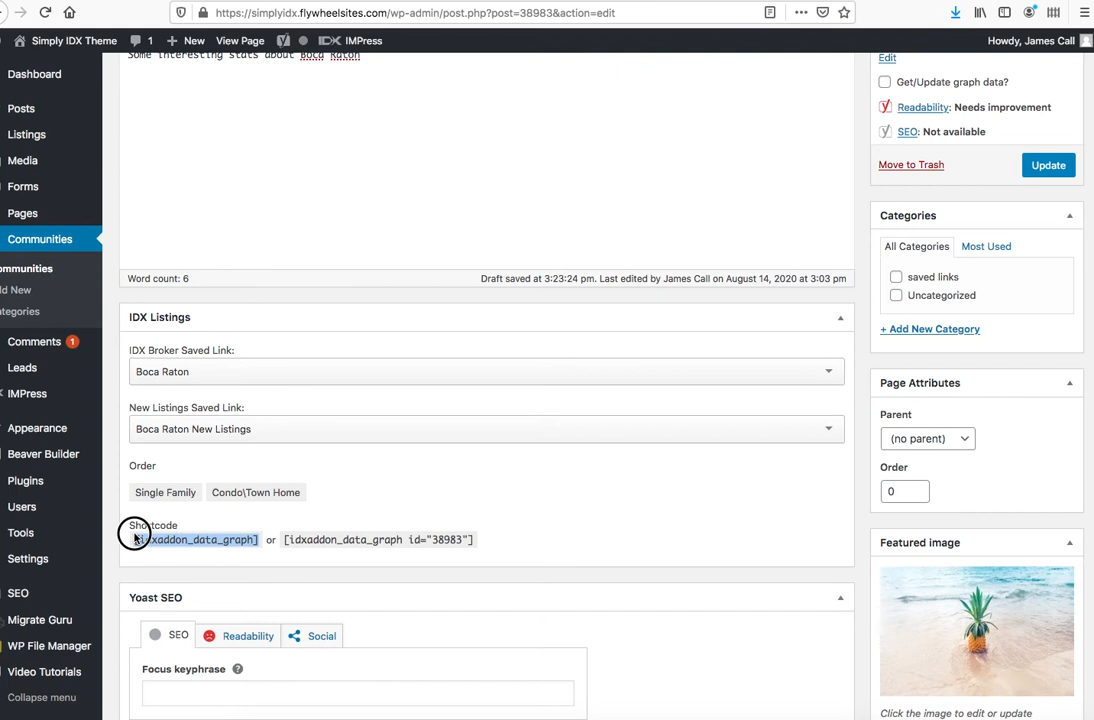 https://simplyidx.flywheelsites.com/wp-admin/post.php?post=38983&action=edit
Simply IDX Theme 1 + New View Page IMPress Howdy, James Call
Dashboard
Posts
Listings
Media
Forms
Pages
Communities
ommunities
ld New
ategories
Comments 1
Leads
IMPress
Appearance
Beaver Builder
Plugins
Users
Tools
Settings
SEO
Migrate Guru
WP File Manager
Video Tutorials
Collapse menu
Some interesting stats about Boca Raton
Word count: 6 Draft saved at 3:23:24 pm. Last edited by James Call on August 14, 2020 at 3:03 pm
IDX Listings
IDX Broker Saved Link:
Boca Raton
New Listings Saved Link:
Boca Raton New Listings
Order
Single Family Condo\Town Home
Shortcode
[idxaddon_data_graph] or [idxaddon_data_graph id="38983"]
Yoast SEO
SEO Readability Social
Focus keyphrase ?
Edit
Get/Update graph data?
Readability: Needs improvement
SEO: Not available
Move to Trash Update
Categories
All Categories Most Used
saved links
Uncategorized
+ Add New Category
Page Attributes
Parent
(no parent)
Order
0
Featured image
Click the image to edit or update